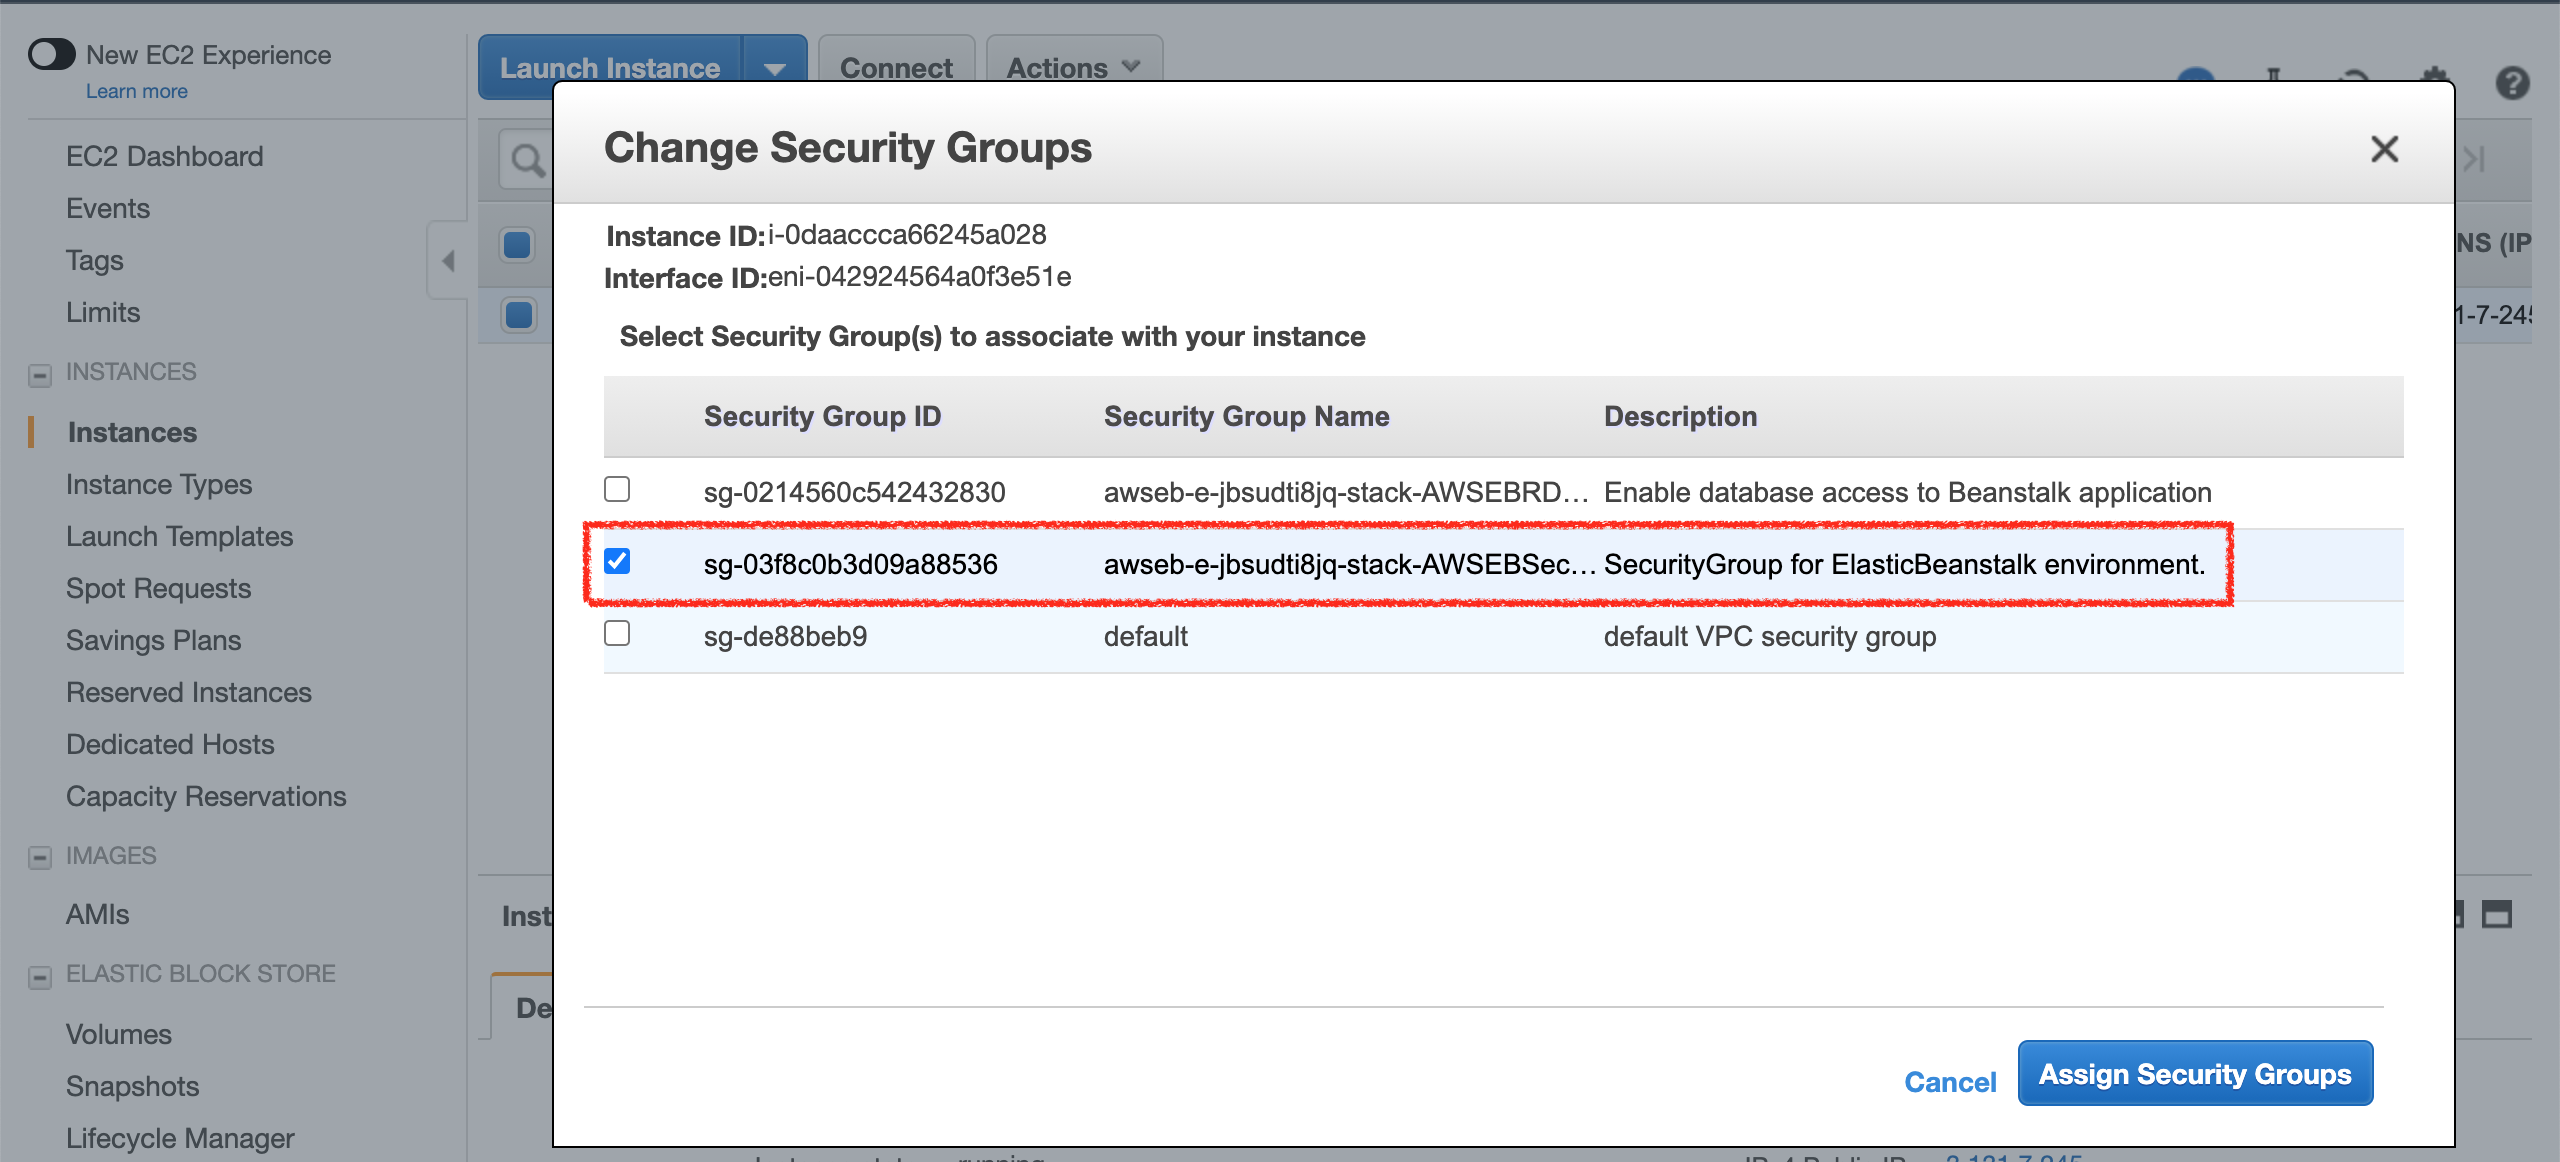 New EC2 Experience
Learn more
EC2 Dashboard
Events
Tags
Limits
INSTANCES
Instances
Instance Types
Launch Templates
Spot Requests
Savings Plans
Reserved Instances
Dedicated Hosts
Capacity Reservations
IMAGES
AMIs
ELASTIC BLOCK STORE
Volumes
Snapshots
Lifecycle Manager
Launch Instance Connect Actions
NS (IP
1-7-245
Inst
De
Change Security Groups
Instance ID: i-0daaccca66245a028
Interface ID: eni-042924564a0f3e51e
Select Security Group(s) to associate with your instance
Security Group ID Security Group Name Description
sg-0214560c542432830 awseb-e-jbsudti8jq-stack-AWSEBRD... Enable database access to Beanstalk application
sg-03f8c0b3d09a88536 awseb-e-jbsudti8jq-stack-AWSEBSec... SecurityGroup for ElasticBeanstalk environment.
sg-de88beb9 default default VPC security group
Cancel Assign Security Groups